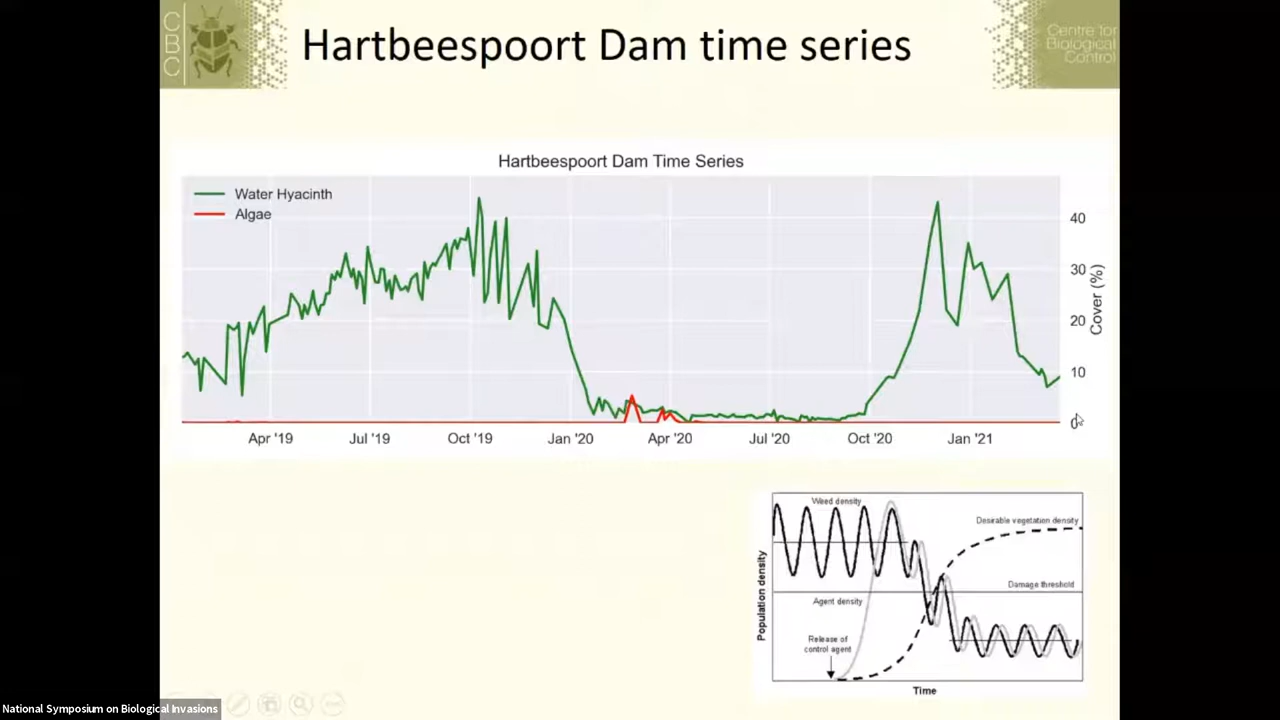 C
B
C
Hartbeespoort Dam time series
Centre for
Biological
Control
Hartbeespoort Dam Time Series
Water Hyacinth
Algae
40
30
20
10
0
Cover (%)
Apr '19
Jul '19
Oct '19
Jan '20
Apr '20
Jul '20
Oct '20
Jan '21
Weed density
Desirable vegetation density
Damage threshold
Agent density
Release of
control agent
Population density
Time
National Symposium on Biological Invasions